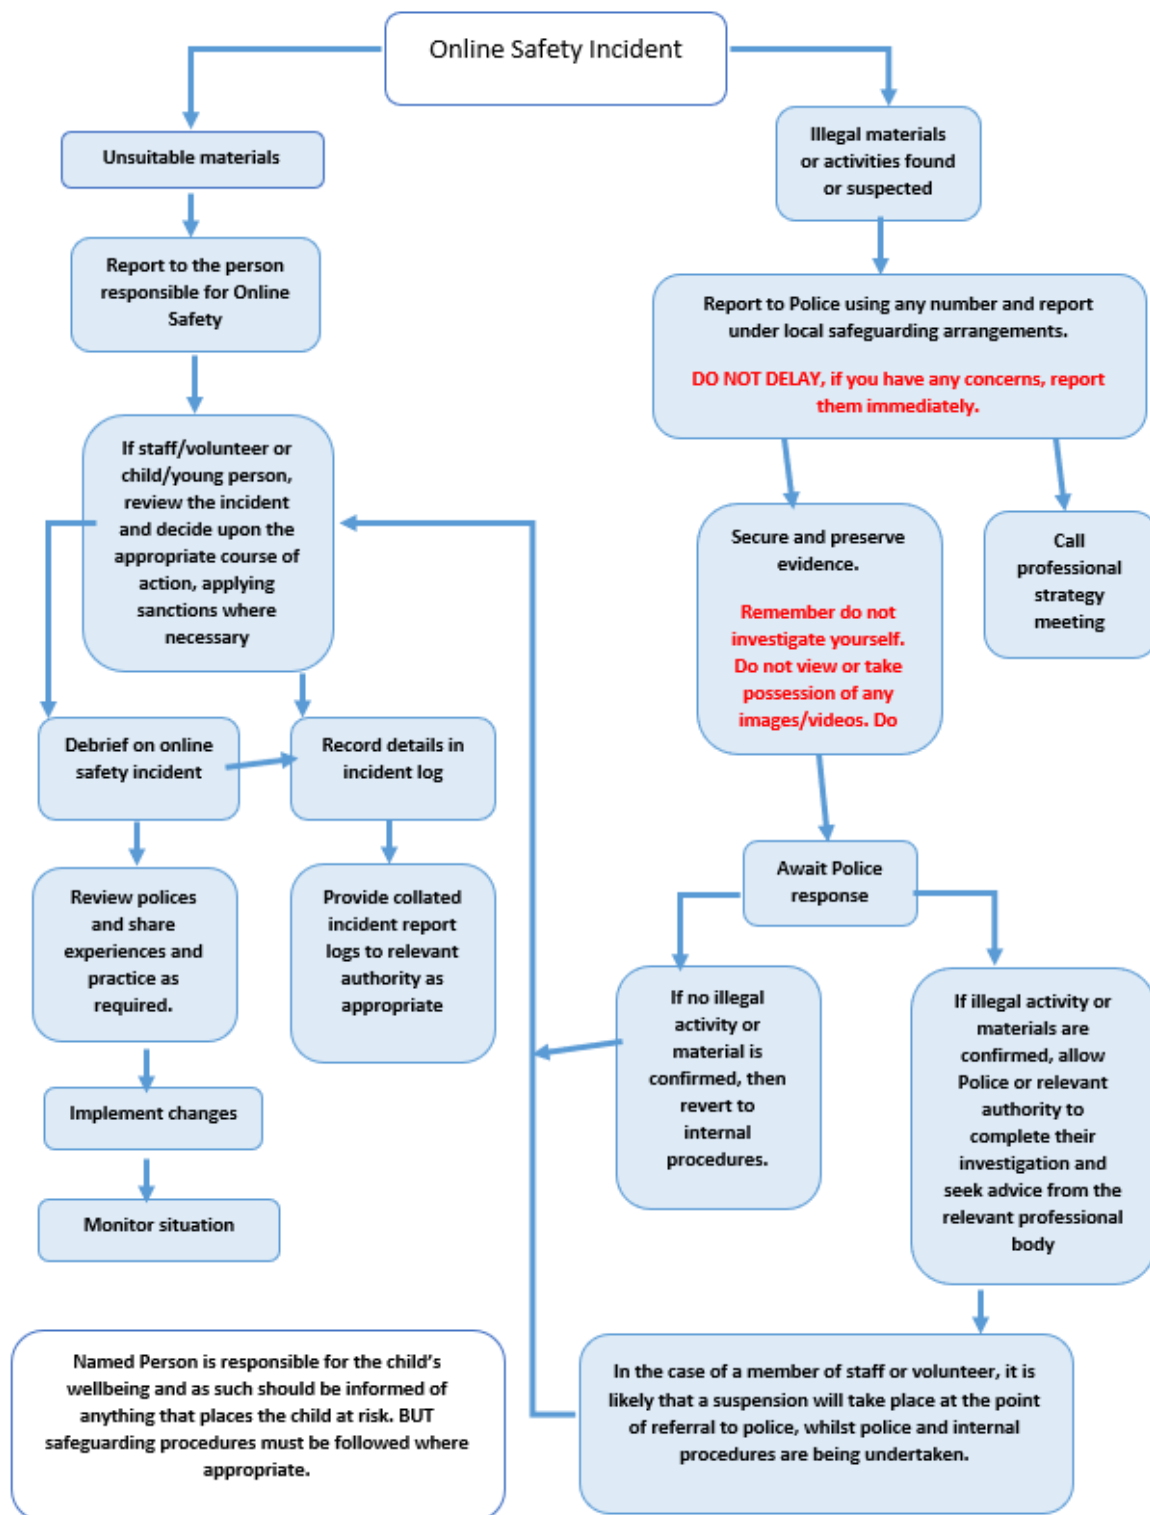 Online Safety Incident
Unsuitable materials
Report to the person
responsible for Online
Safety
If staff/volunteer or
child/young person,
review the incident
and decide upon the
appropriate course of
action, applying
sanctions where
necessary
Debrief on online
safety incident
Record details in
incident log
Review polices
and share
experiences and
practice as
required.
Provide collated
incident report
logs to relevant
authority as
appropriate
Implement changes
Monitor situation
Named Person is responsible for the child's
wellbeing and as such should be informed of
anything that places the child at risk. BUT
safeguarding procedures must be followed where
appropriate.
Illegal materials
or activities found
or suspected
Report to Police using any number and report
under local safeguarding arrangements.
DO NOT DELAY, if you have any concerns, report
them immediately.
Secure and preserve
evidence.
Remember do not
investigate yourself.
Do not view or take
possession of any
images/videos. Do
Call
professional
strategy
meeting
Await Police
response
If no illegal
activity or
material is
confirmed, then
revert to
internal
procedures.
If illegal activity or
materials are
confirmed, allow
Police or relevant
authority to
complete their
investigation and
seek advice from the
relevant professional
body
In the case of a member of staff or volunteer, it is
likely that a suspension will take place at the point
of referral to police, whilst police and internal
procedures are being undertaken.